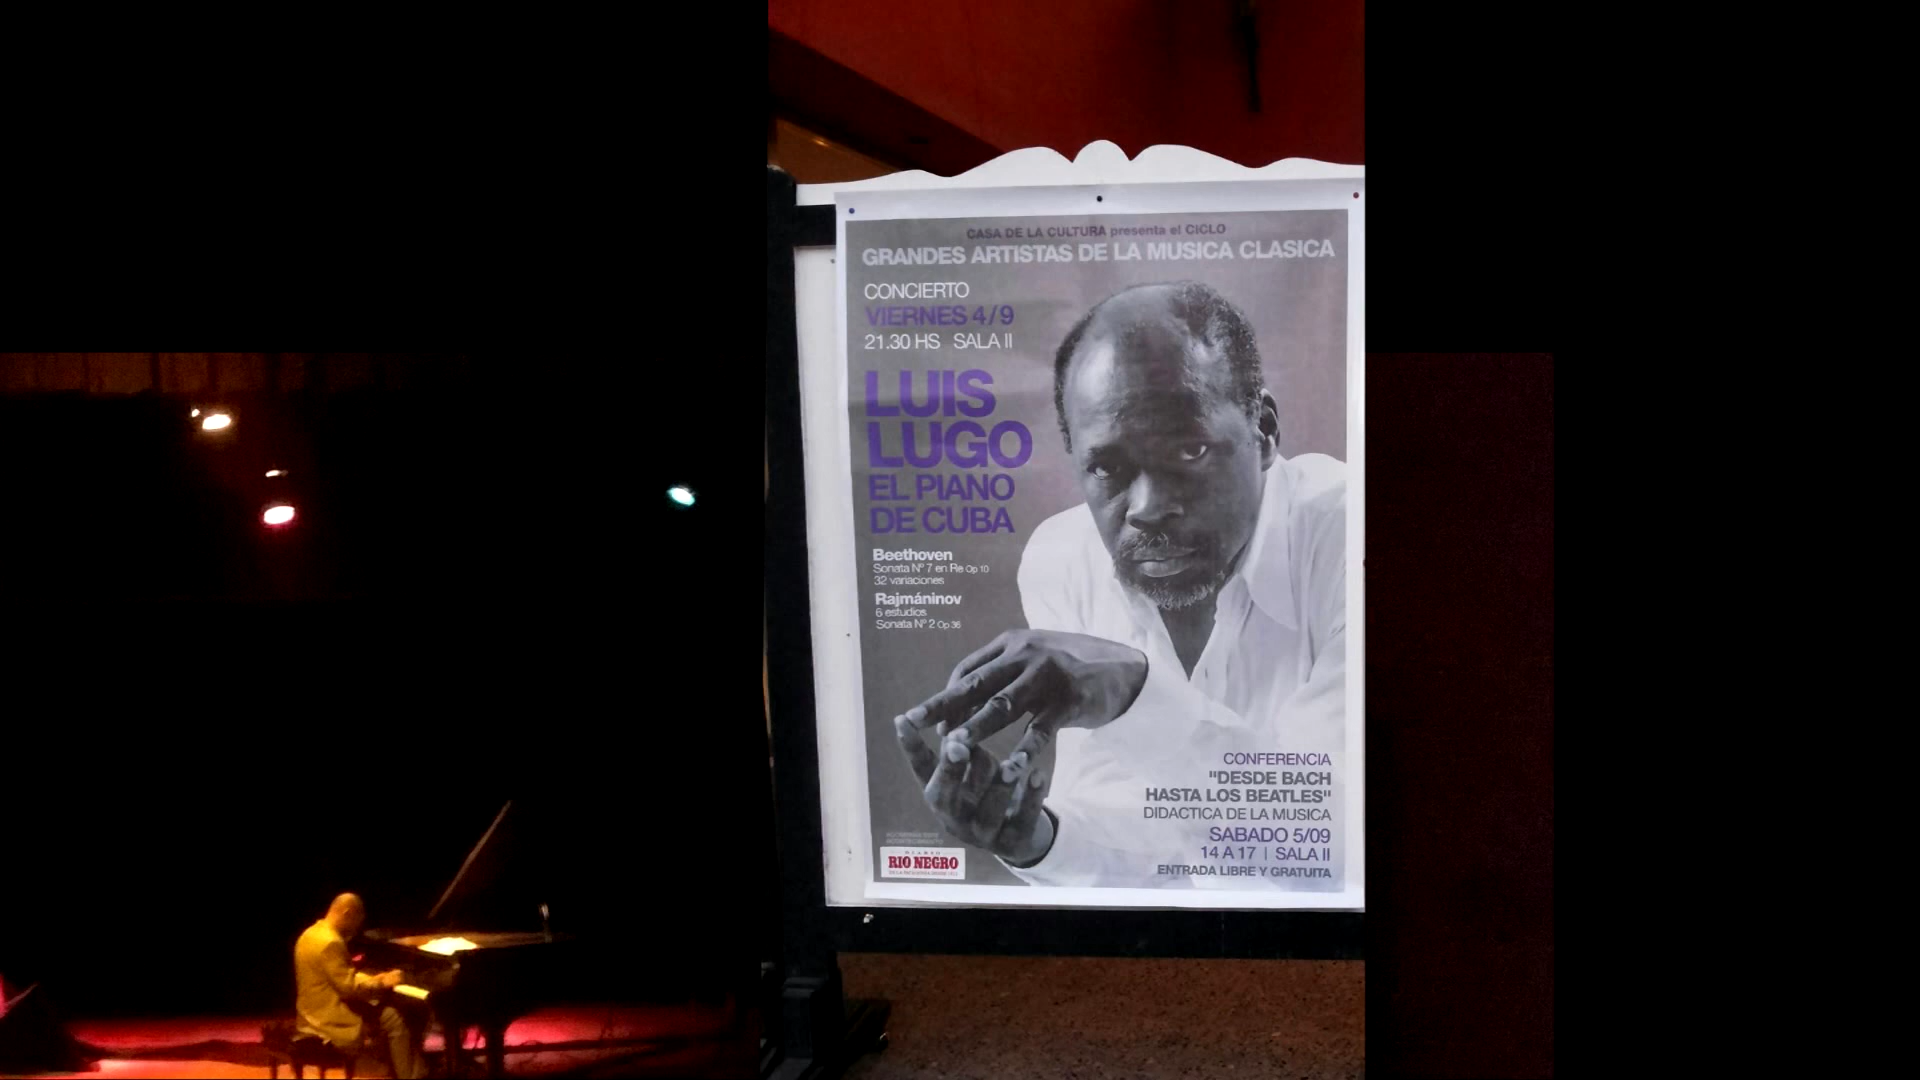 CASA DE LA CULTURA presenta el CICLO
GRANDES ARTISTAS DE LA MUSICA CLASICA
CONCIERTO
VIERNES 4/9
21.30 HS SALA II
LUIS
LUGO
EL PIANO
DE CUBA
Beethoven
Sonata Nº 7 en Re Op 10
32 variaciones
Rajmáninov
6 estudios
Sonata Nº 2 Op 36
CONFERENCIA
"DESDE BACH
HASTA LOS BEATLES"
DIDACTICA DE LA MUSICA
SABADO 5/09
14 A 17 | SALA II
ENTRADA LIBRE Y GRATUITA
DIARIO
RIO NEGRO